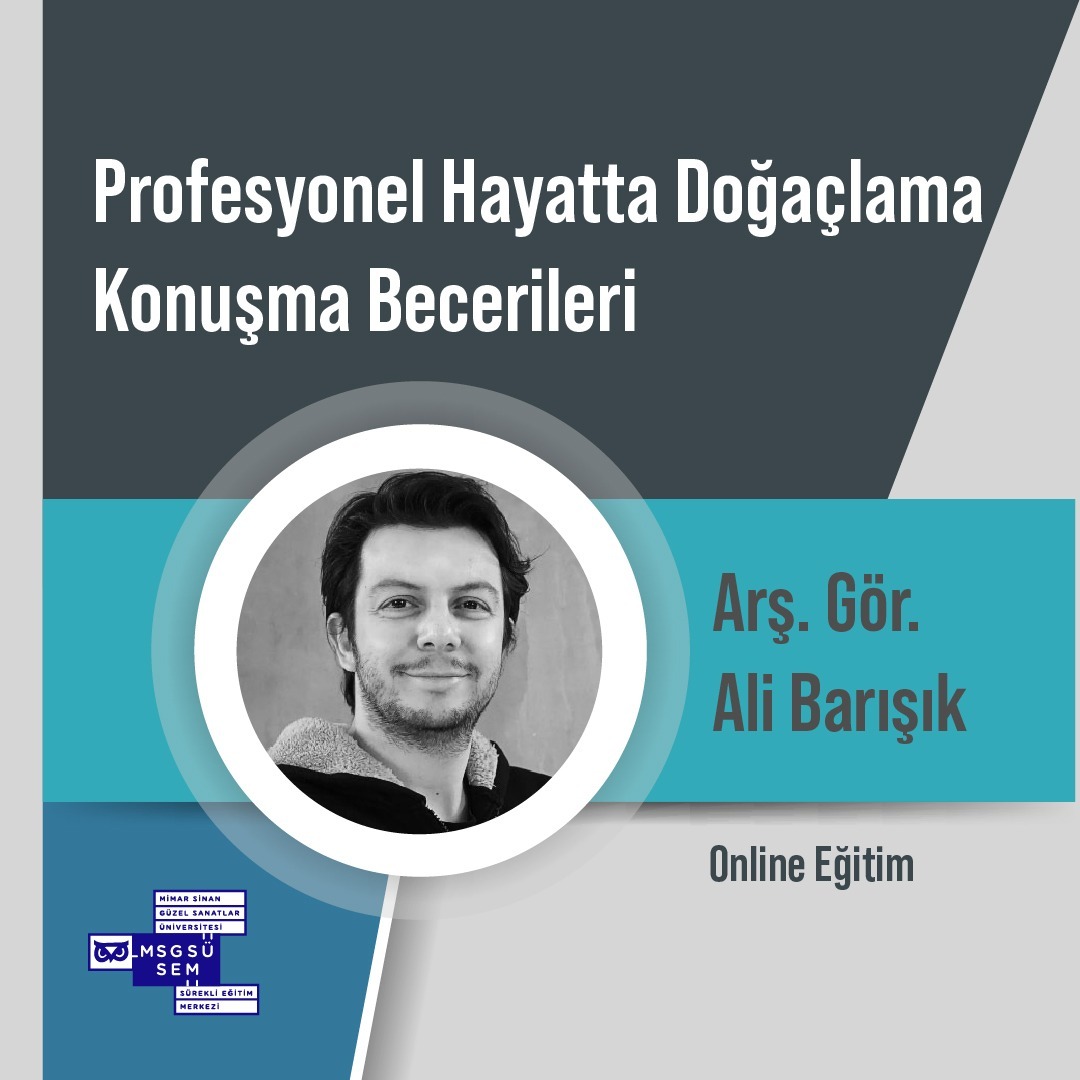 Profesyonel Hayatta Doğaçlama
Konuşma Becerileri
Arş. Gör.
Ali Barışık
Online Eğitim
MİMAR SİNAN
GÜZEL SANATLAR
ÜNİVERSİTESİ
MSGSÜ
SEM
SÜREKLİ EĞİTİM
MERKEZİ